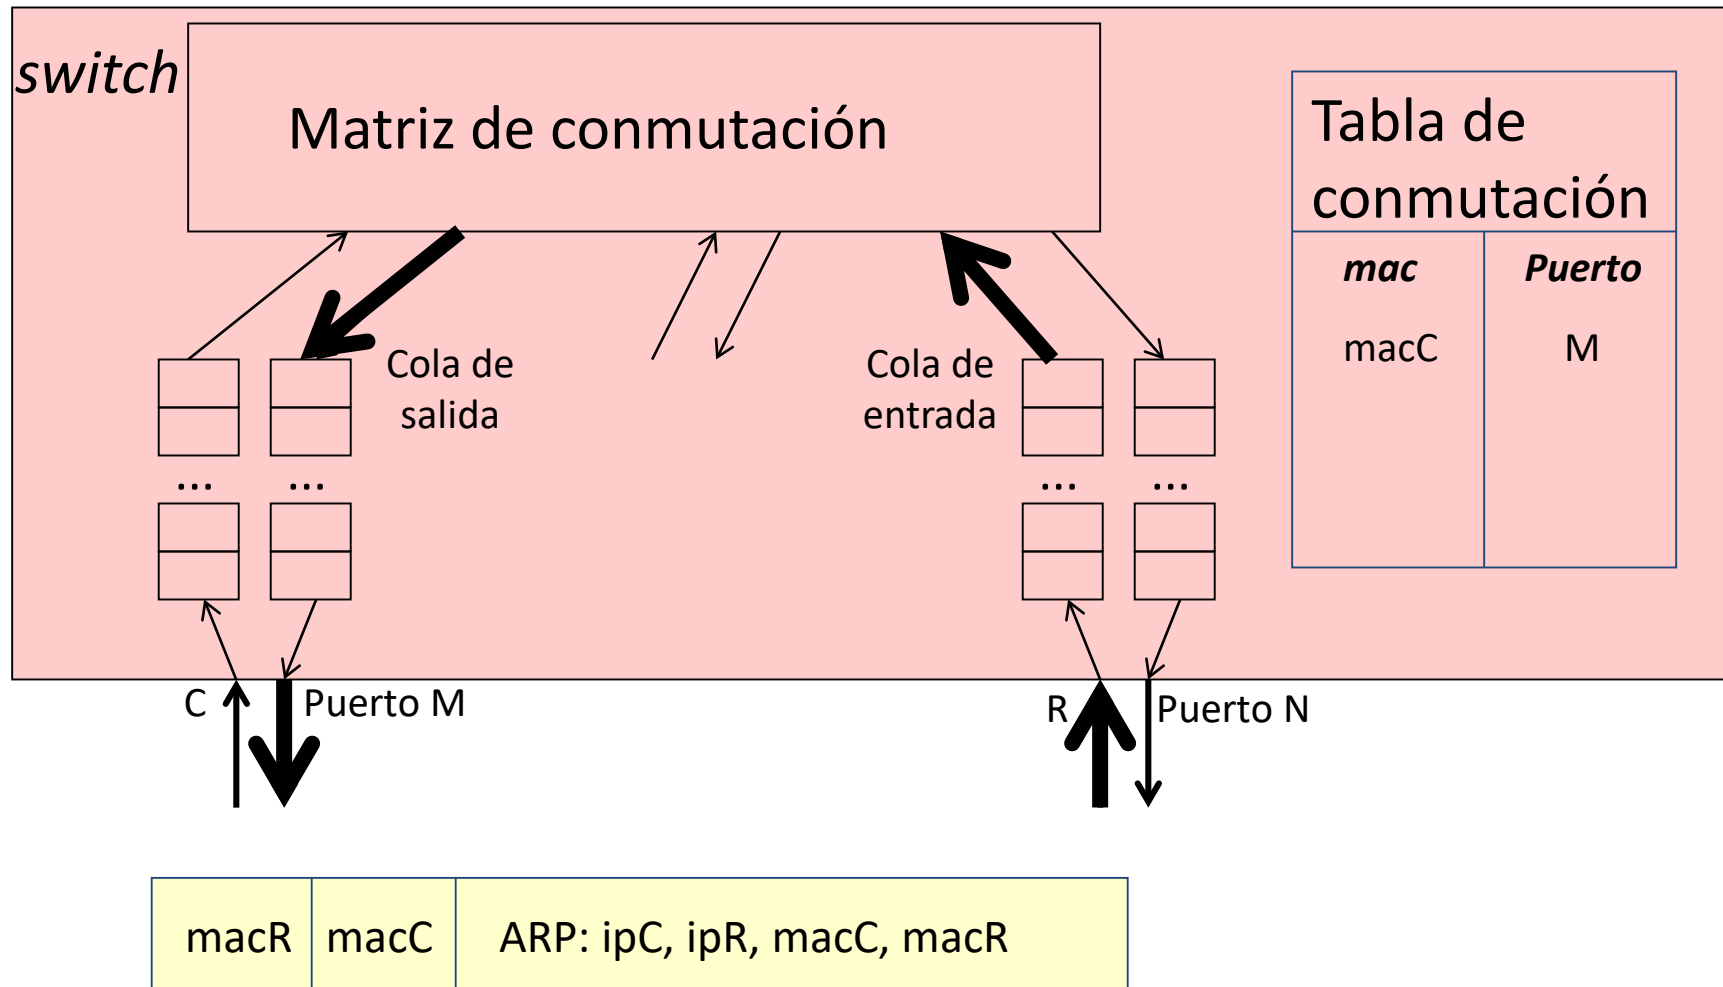 switch
Matriz de conmutación
Tabla de
conmutación
mac Puerto
macC M
Cola de
salida
Cola de
entrada
... ... ... ...
C Puerto M R Puerto N
macR macC ARP: ipC, ipR, macC, macR